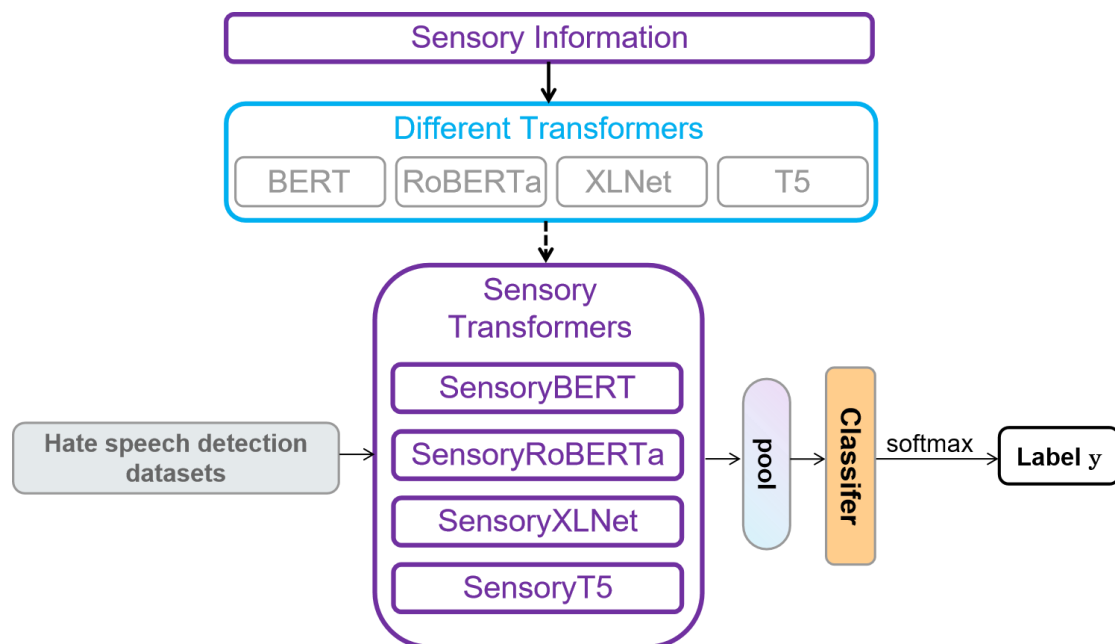 Sensory Information
Different Transformers
BERT
RoBERTa
XLNet
T5
Sensory
Transformers
SensoryBERT
SensoryRoBERTa
SensoryXLNet
SensoryT5
Hate speech detection
datasets
pool
Classifer
softmax
Label y